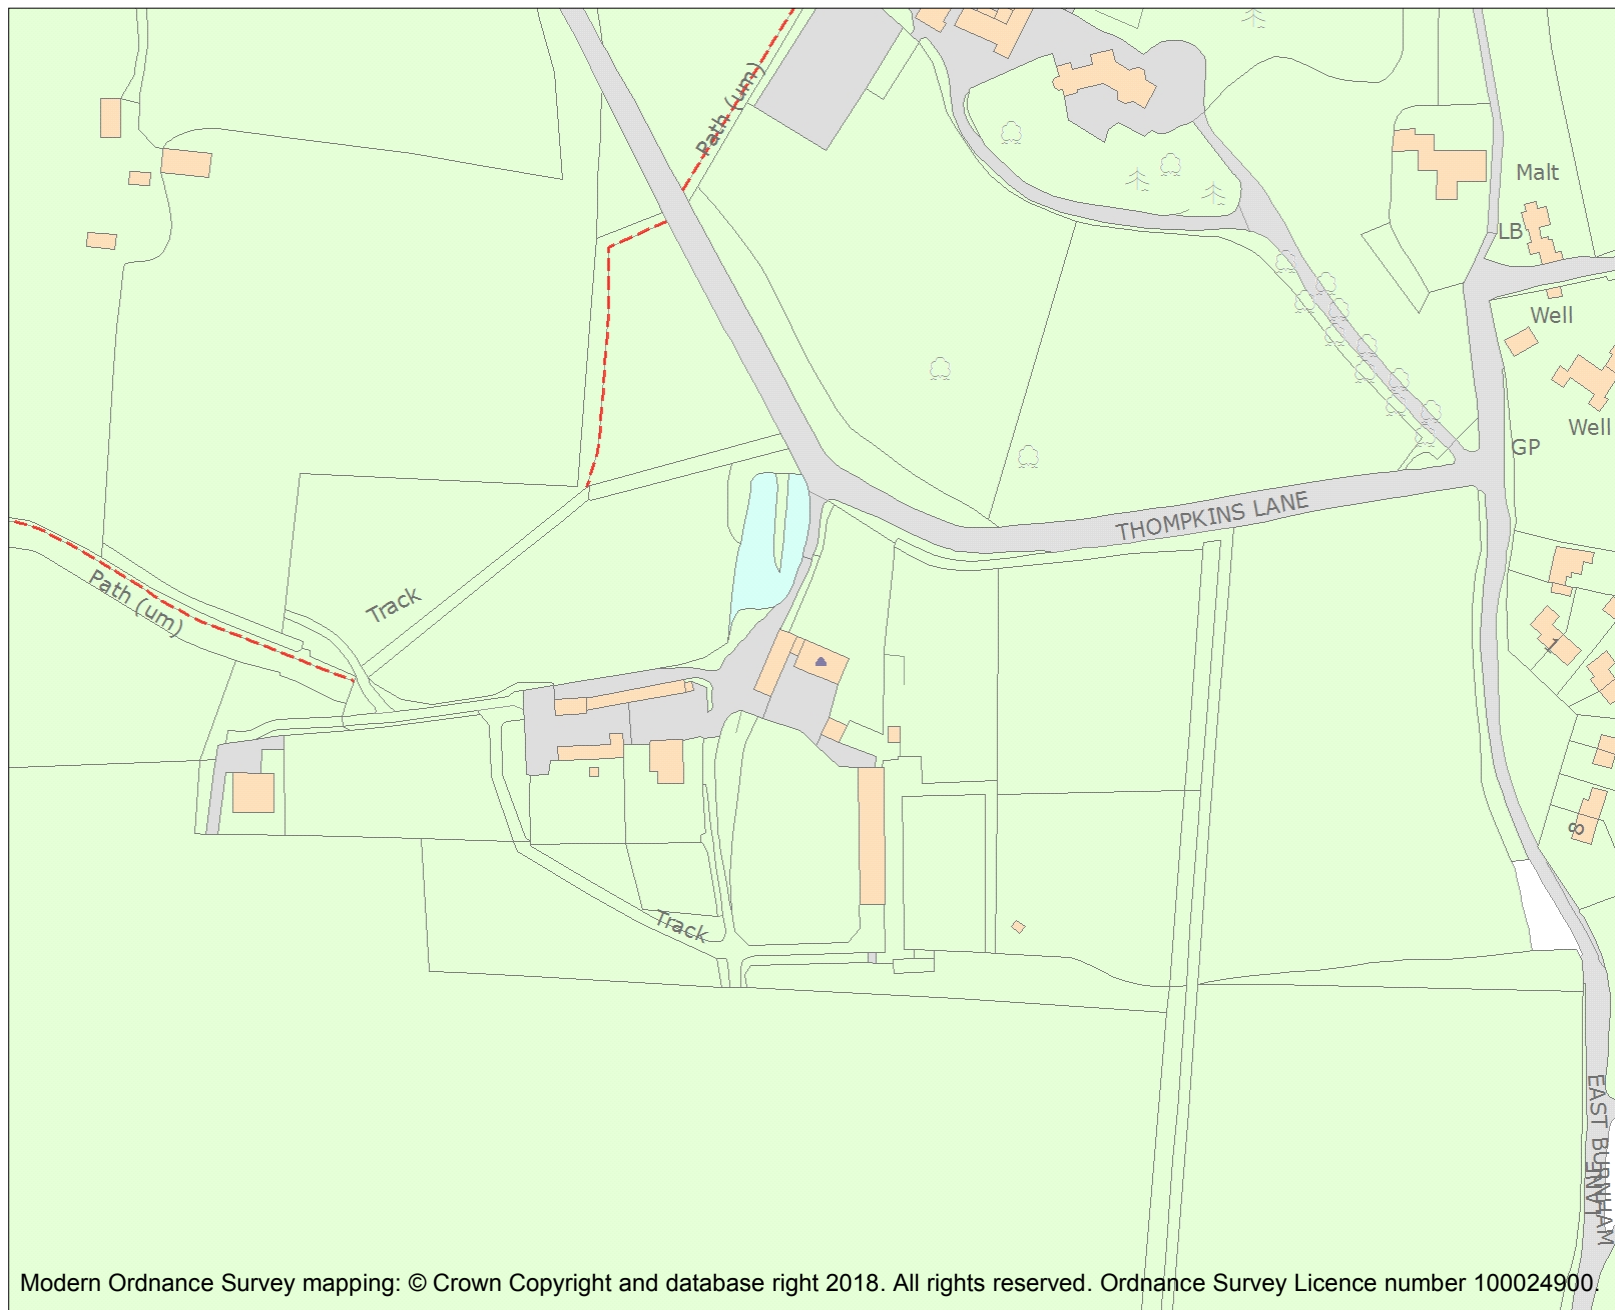 Path (um)
Malt
LB
Well
Well
GP
THOMPKINS LANE
Path (um)
Track
1
8
Track
EAST BURNHAM
LANE
Modern Ordnance Survey mapping: © Crown Copyright and database right 2018. All rights reserved. Ordnance Survey Licence number 100024900.